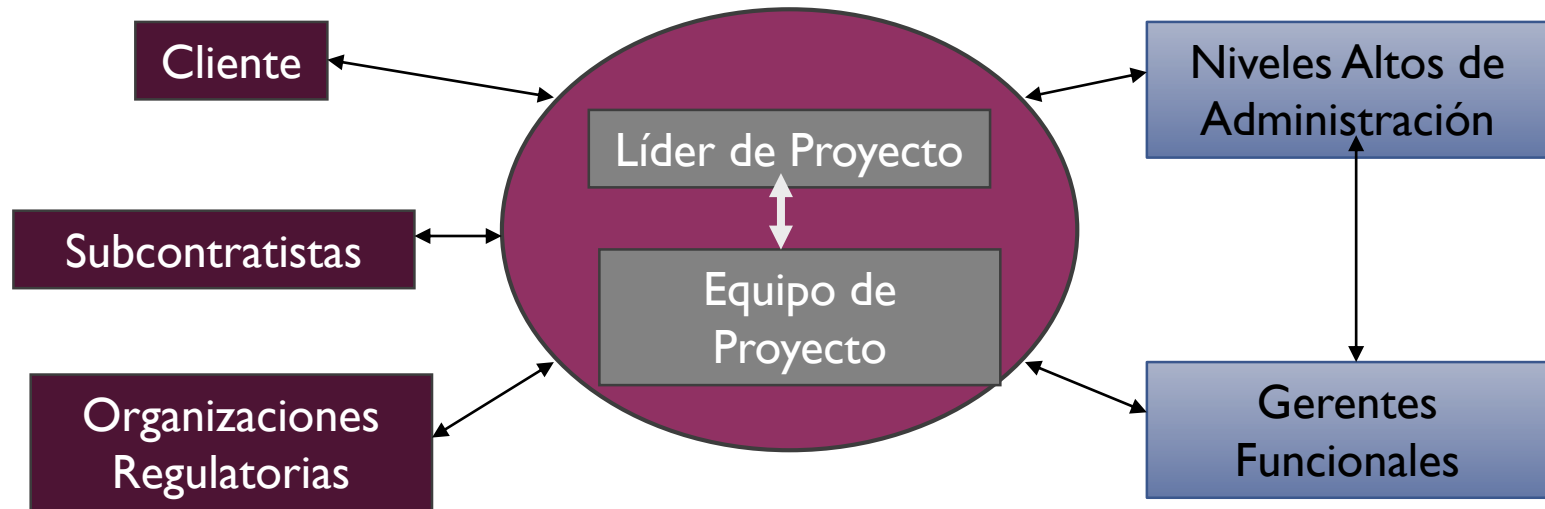 Cliente
Líder de Proyecto
Niveles Altos de
Administración
Subcontratistas
Equipo de
Proyecto
Organizaciones
Regulatorias
Gerentes
Funcionales